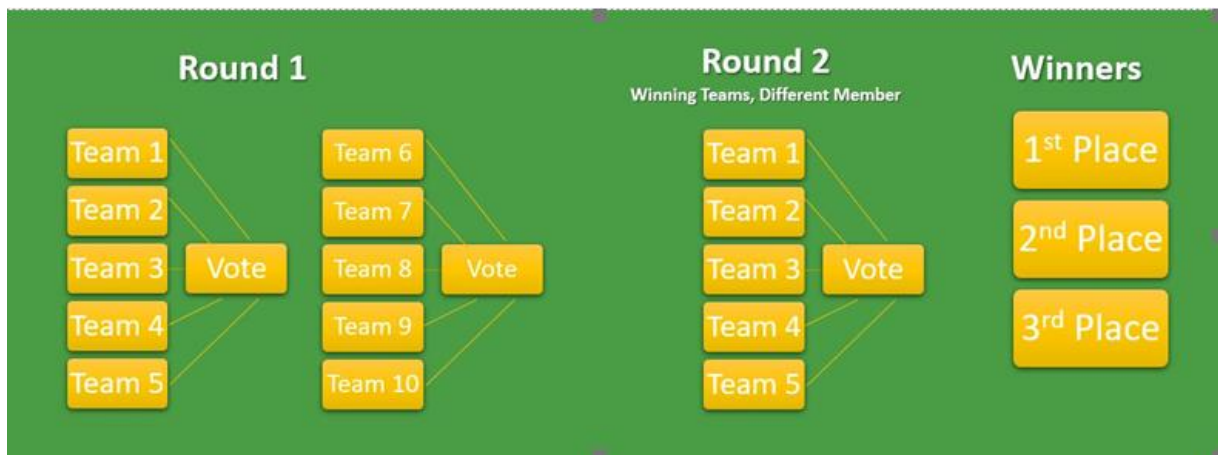 Round 1
Team 1
Team 2
Team 3
Team 4
Team 5
Vote
Team 6
Team 7
Team 8
Team 9
Team 10
Vote
Round 2
Winning Teams, Different Member
Team 1
Team 2
Team 3
Team 4
Team 5
Vote
Winners
1st Place
2nd Place
3rd Place